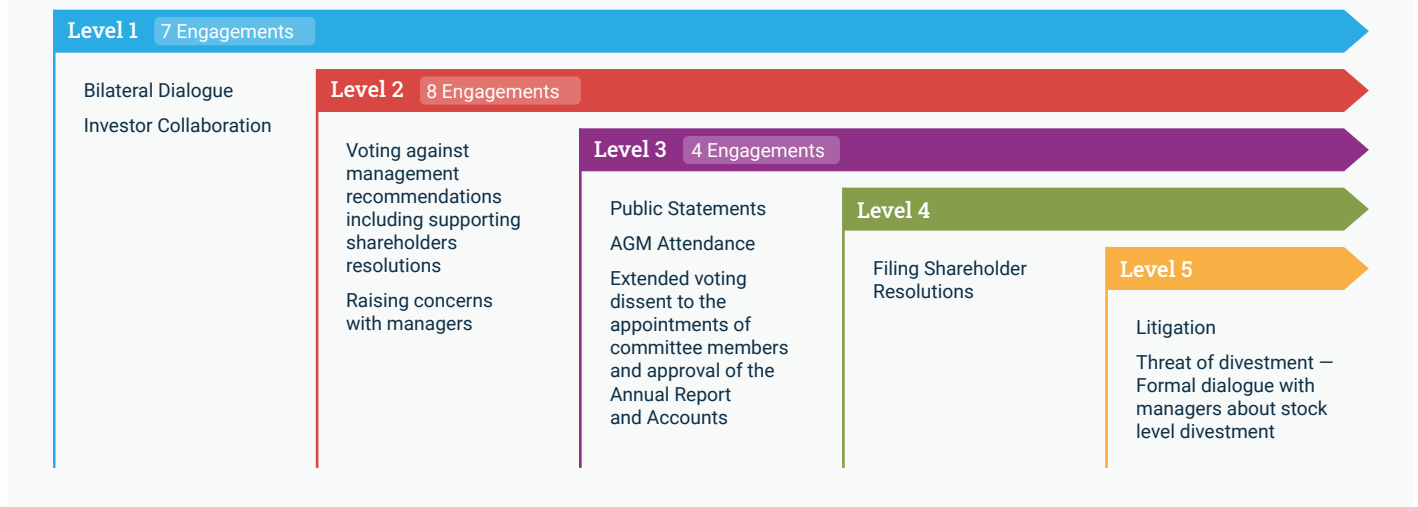 Level 1 7 Engagements
Bilateral Dialogue
Investor Collaboration
Level 2 8 Engagements
Voting against
management
recommendations
including supporting
shareholders
resolutions
Raising concerns
with managers
Level 3 4 Engagements
Public Statements
AGM Attendance
Extended voting
dissent to the
appointments of
committee members
and approval of the
Annual Report
and Accounts
Level 4
Filing Shareholder
Resolutions
Level 5
Litigation
Threat of divestment —
Formal dialogue with
managers about stock
level divestment